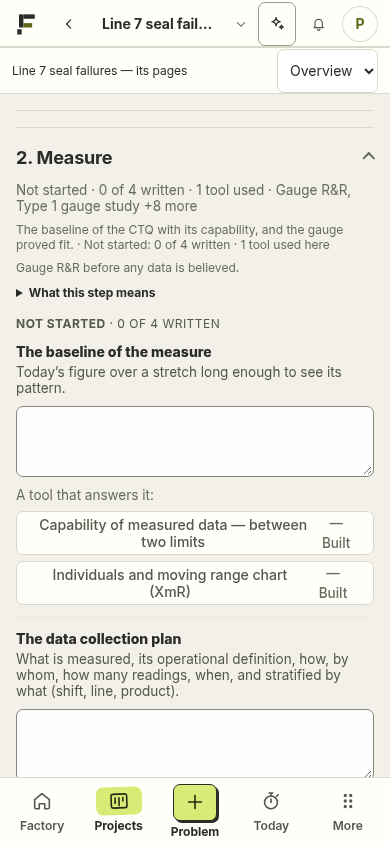 Line 7 seal fail...
P
Line 7 seal failures — its pages
Overview
2. Measure
Not started · 0 of 4 written · 1 tool used · Gauge R&R,
Type 1 gauge study +8 more
The baseline of the CTQ with its capability, and the gauge
proved fit. · Not started: 0 of 4 written · 1 tool used here
Gauge R&R before any data is believed.
What this step means
NOT STARTED · 0 OF 4 WRITTEN
The baseline of the measure
Today's figure over a stretch long enough to see its
pattern.
A tool that answers it:
Capability of measured data — between
two limits
—
Built
Individuals and moving range chart
(XmR)
—
Built
The data collection plan
What is measured, its operational definition, how, by
whom, how many readings, when, and stratified by
what (shift, line, product).
Factory
Projects
Problem
Today
More